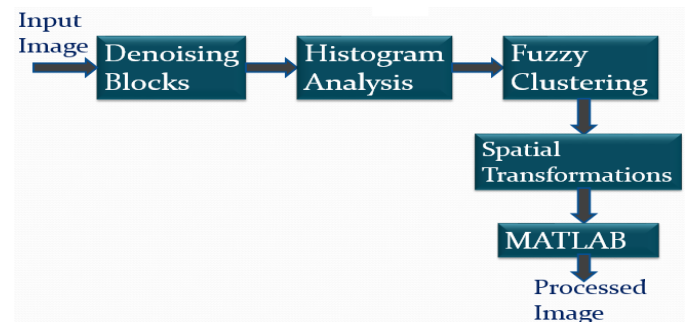 Input
Image
Denoising
Blocks
Histogram
Analysis
Fuzzy
Clustering
Spatial
Transformations
MATLAB
Processed
Image